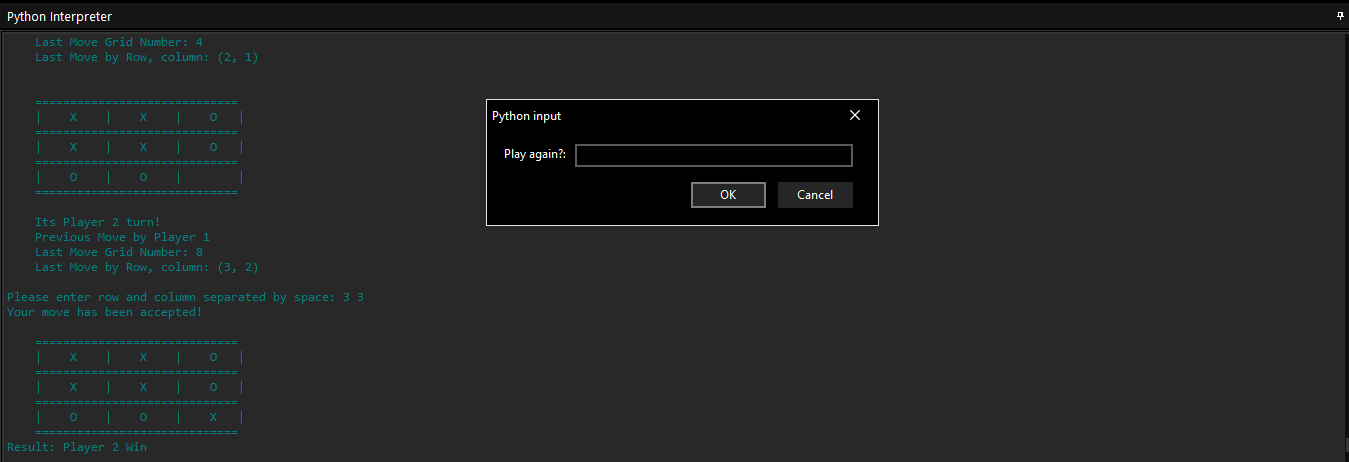 Python Interpreter
Last Move Grid Number: 4
Last Move by Row, column: (2, 1)
=============================
|    X    |    X    |    O   |
=============================
|    X    |    X    |    O   |
=============================
|    O    |    O    |        |
=============================
Its Player 2 turn!
Previous Move by Player 1
Last Move Grid Number: 8
Last Move by Row, column: (3, 2)
Please enter row and column separated by space: 3 3
Your move has been accepted!
=============================
|    X    |    X    |    O   |
=============================
|    X    |    X    |    O   |
=============================
|    O    |    O    |    X   |
=============================
Result: Player 2 Win
Python input
Play again?:
OK Cancel